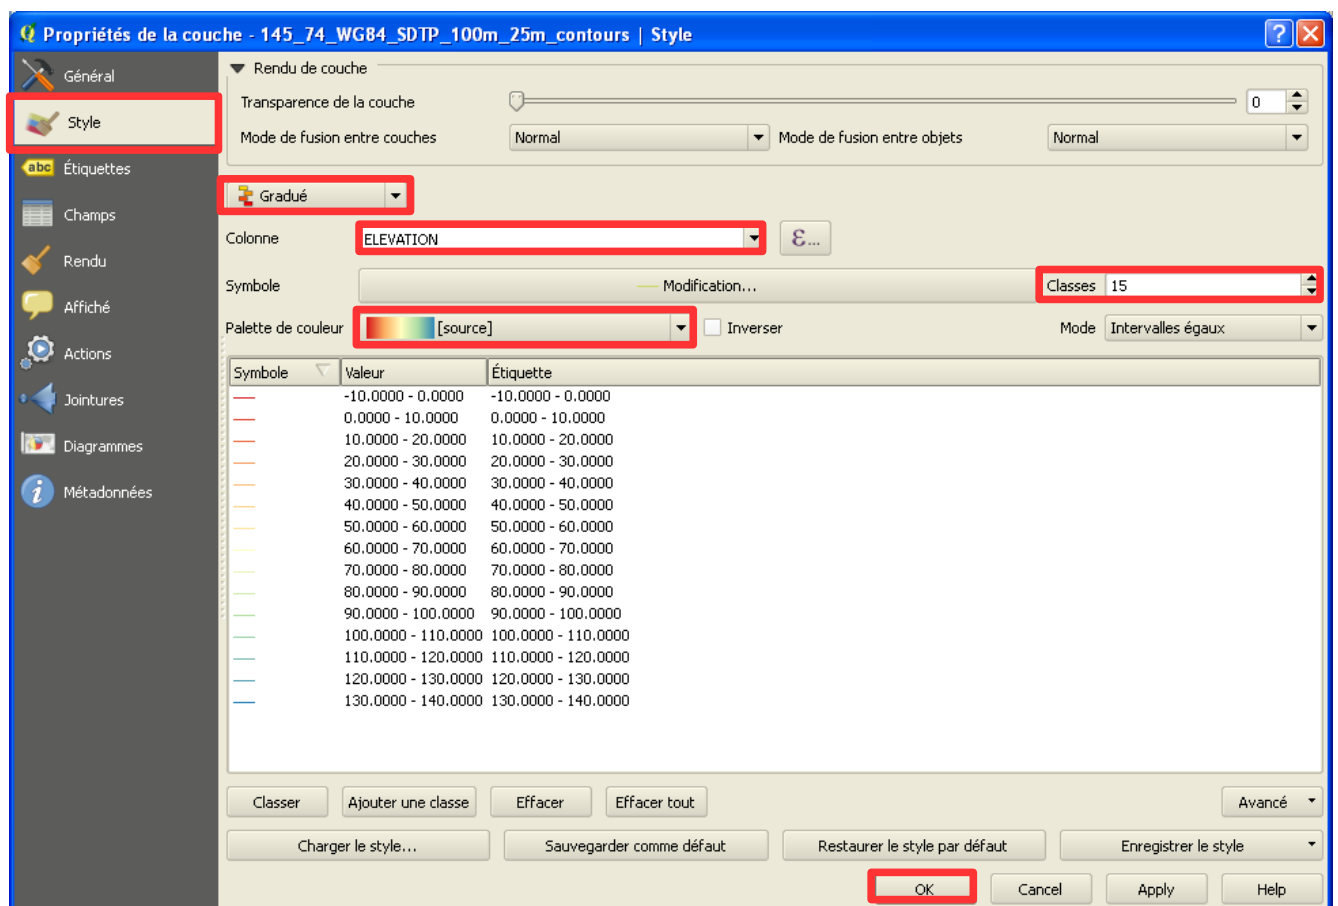 Propriétés de la couche - 145_74_WG84_SDTP_100m_25m_contours | Style
Général
Style
abc Étiquettes
Champs
Rendu
Affiché
Actions
Jointures
Diagrammes
Métadonnées
Rendu de couche
Transparence de la couche 0
Mode de fusion entre couches Normal Mode de fusion entre objets Normal
Gradué
Colonne ELEVATION ε...
Symbole Modification... Classes 15
Palette de couleur [source] Inverser Mode Intervalles égaux
Symbole Valeur Étiquette
-10.0000 - 0.0000 -10.0000 - 0.0000
0.0000 - 10.0000 0.0000 - 10.0000
10.0000 - 20.0000 10.0000 - 20.0000
20.0000 - 30.0000 20.0000 - 30.0000
30.0000 - 40.0000 30.0000 - 40.0000
40.0000 - 50.0000 40.0000 - 50.0000
50.0000 - 60.0000 50.0000 - 60.0000
60.0000 - 70.0000 60.0000 - 70.0000
70.0000 - 80.0000 70.0000 - 80.0000
80.0000 - 90.0000 80.0000 - 90.0000
90.0000 - 100.0000 90.0000 - 100.0000
100.0000 - 110.0000 100.0000 - 110.0000
110.0000 - 120.0000 110.0000 - 120.0000
120.0000 - 130.0000 120.0000 - 130.0000
130.0000 - 140.0000 130.0000 - 140.0000
Classer Ajouter une classe Effacer Effacer tout Avancé
Charger le style... Sauvegarder comme défaut Restaurer le style par défaut Enregistrer le style
OK Cancel Apply Help